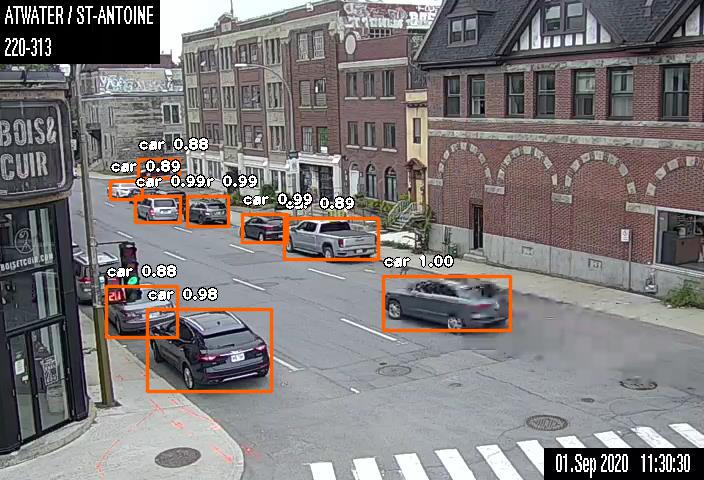 ATWATER / ST-ANTOINE
220-313
BOIS&
CUIR
BOISETCUIR.COM
car 0.88
car 0.89
car 0.99
r 0.99
car 0.99
0.89
car 1.00
car 0.88
car 0.98
01.Sep 2020 11:30:30